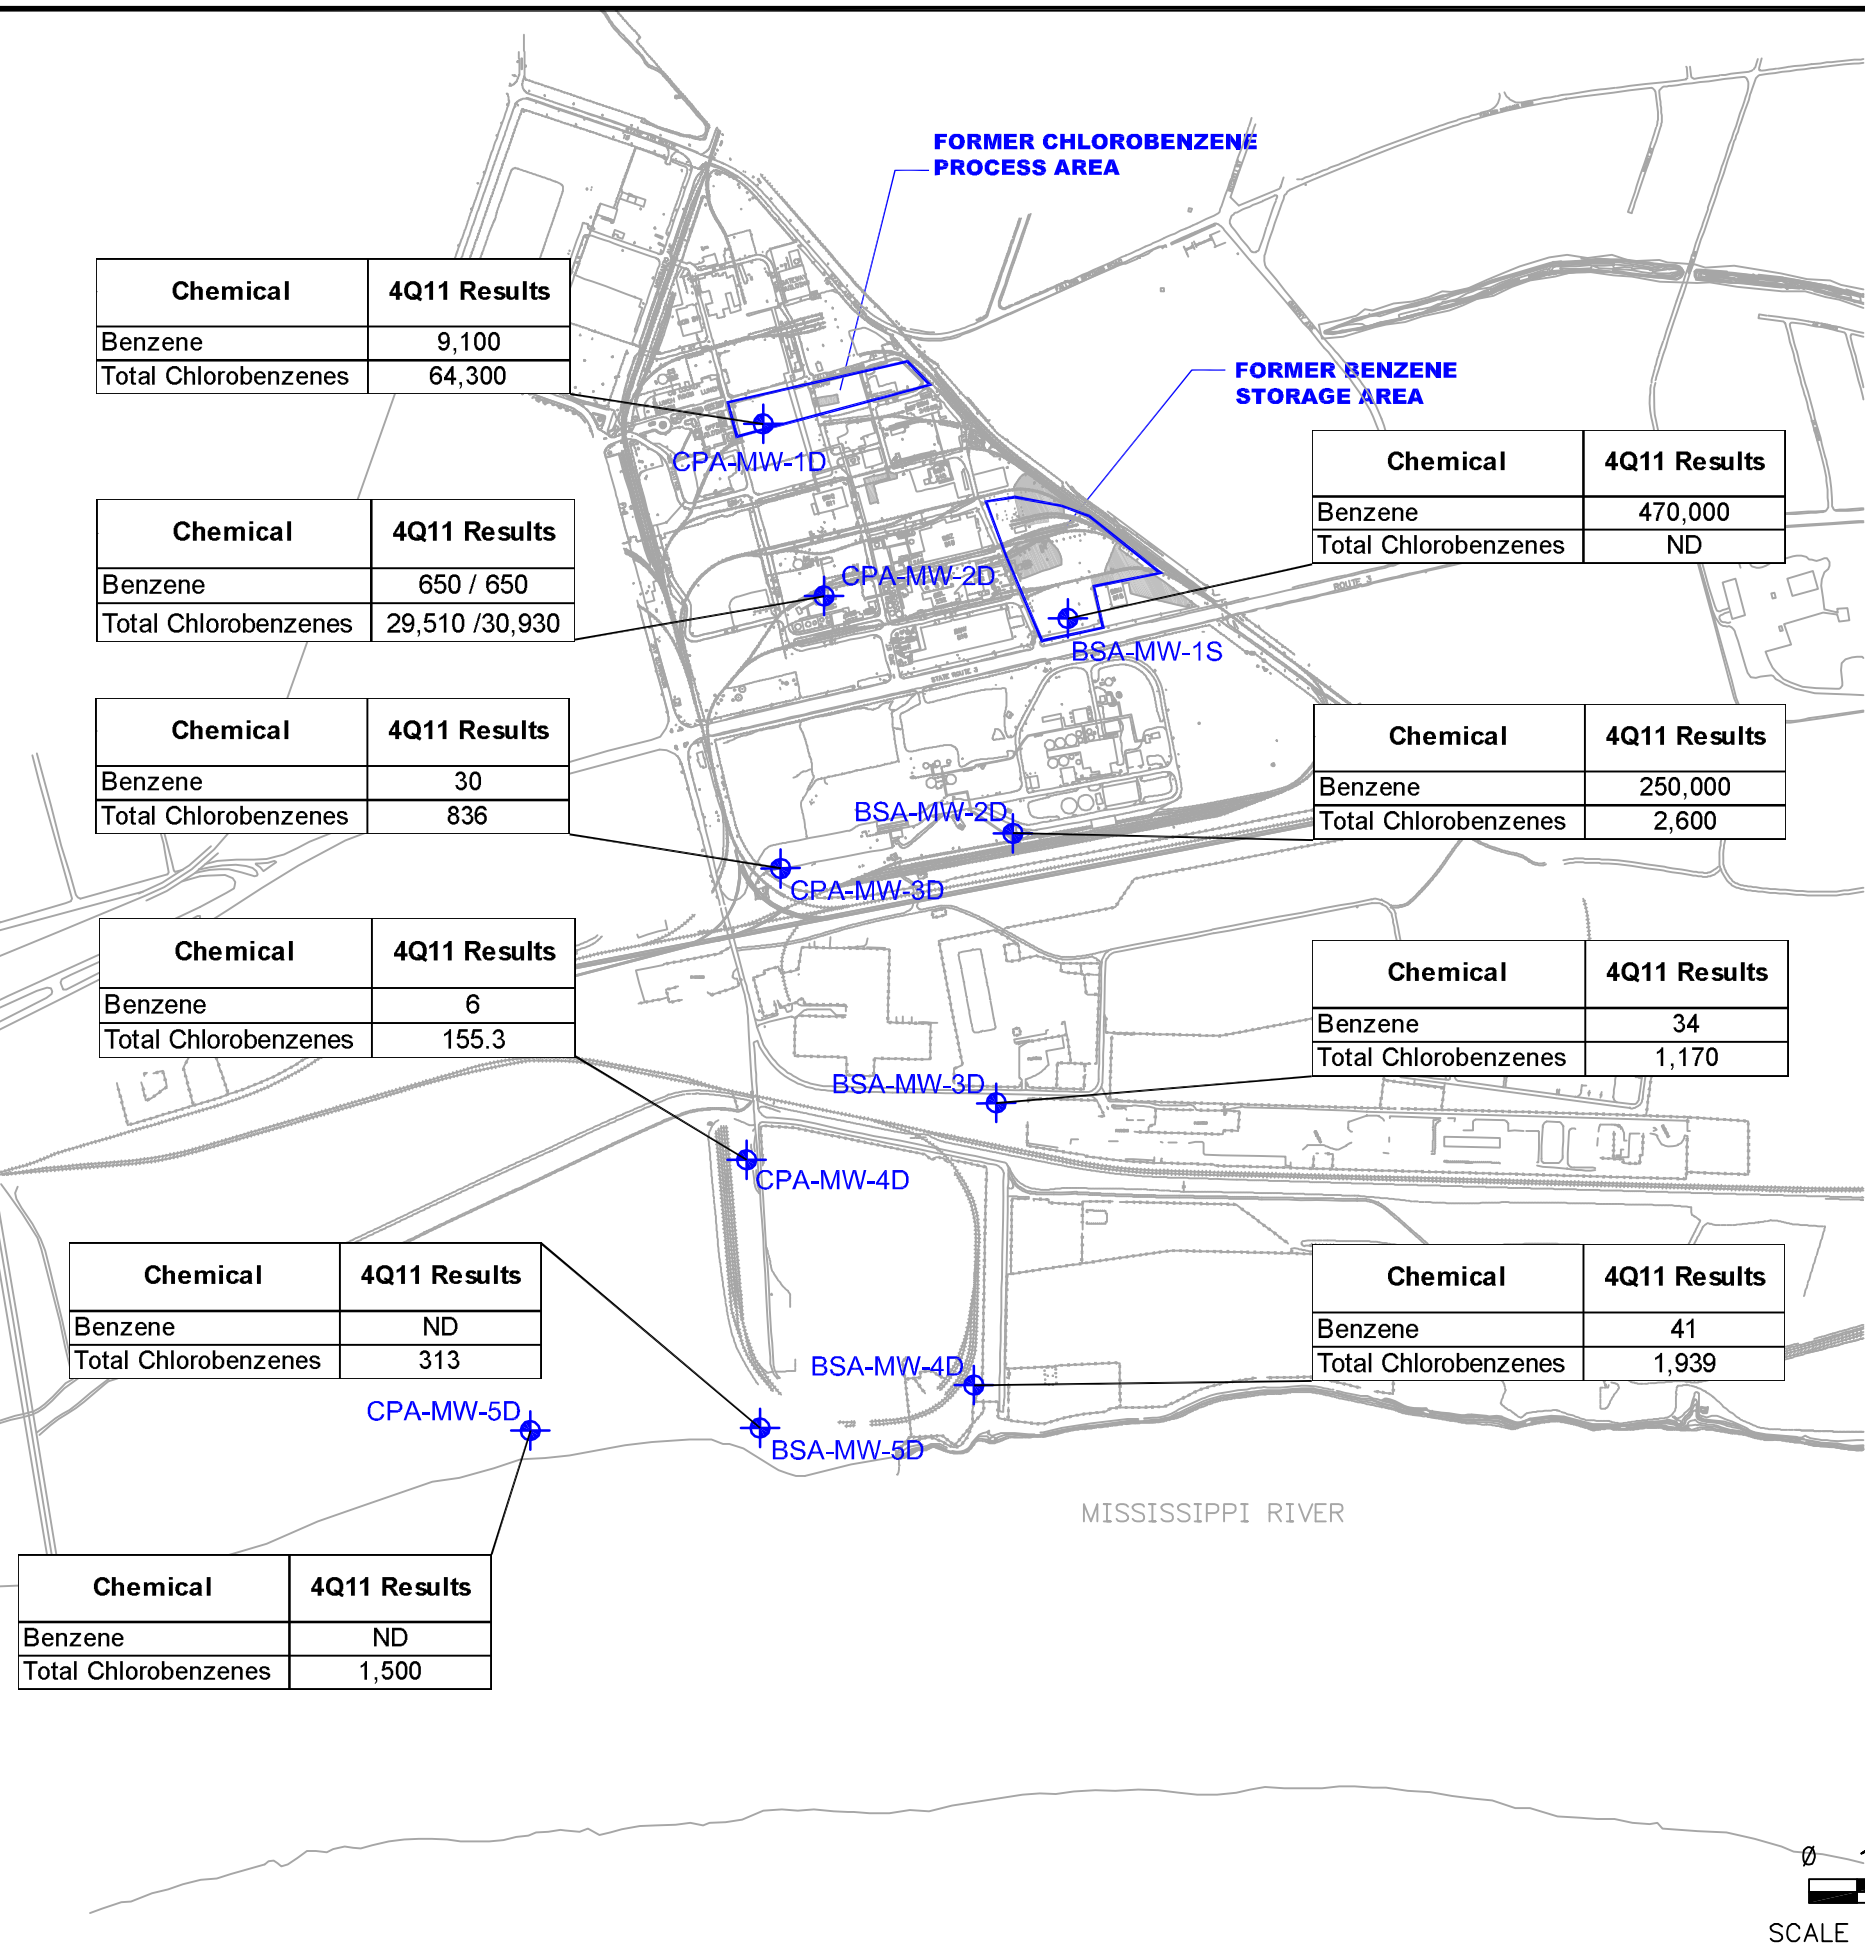 FORMER CHLOROBENZENE
PROCESS AREA
Chemical 4Q11 Results
Benzene 9,100
Total Chlorobenzenes 64,300
CPA-MW-1D
FORMER BENZENE
STORAGE AREA
Chemical 4Q11 Results
Benzene 470,000
Total Chlorobenzenes ND
Chemical 4Q11 Results
Benzene 650 / 650
Total Chlorobenzenes 29,510 /30,930
CPA-MW-2D
ROUTE 3
BSA-MW-1S
STATE ROUTE 3
Chemical 4Q11 Results
Benzene 30
Total Chlorobenzenes 836
Chemical 4Q11 Results
Benzene 250,000
Total Chlorobenzenes 2,600
BSA-MW-2D
CPA-MW-3D
Chemical 4Q11 Results
Benzene 6
Total Chlorobenzenes 155.3
Chemical 4Q11 Results
Benzene 34
Total Chlorobenzenes 1,170
BSA-MW-3D
CPA-MW-4D
Chemical 4Q11 Results
Benzene ND
Total Chlorobenzenes 313
Chemical 4Q11 Results
Benzene 41
Total Chlorobenzenes 1,939
BSA-MW-4D
CPA-MW-5D
BSA-MW-5D
MISSISSIPPI RIVER
Chemical 4Q11 Results
Benzene ND
Total Chlorobenzenes 1,500
Ø
SCALE